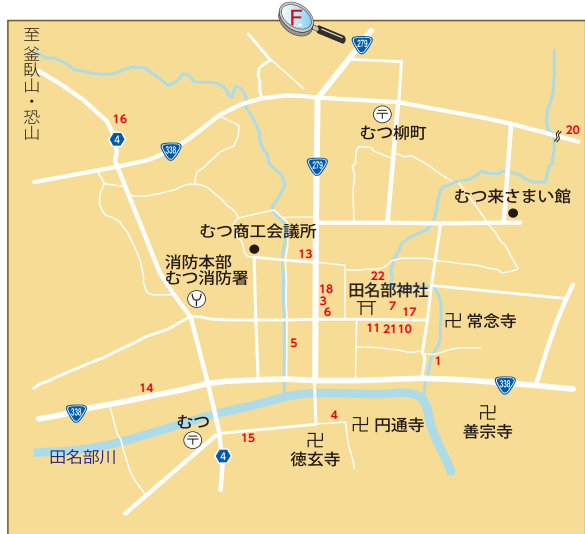 F
至 釜臥山・恐山
279
16
4
338
〒
むつ柳町
20
279
むつ来さまい館
むつ商工会議所
13
消防本部
むつ消防署
22
18
田名部神社
3
7
6
17
常念寺
11 21 10
5
1
14
338
338
4
むつ
〒
円通寺
善宗寺
15
徳玄寺
田名部川
4